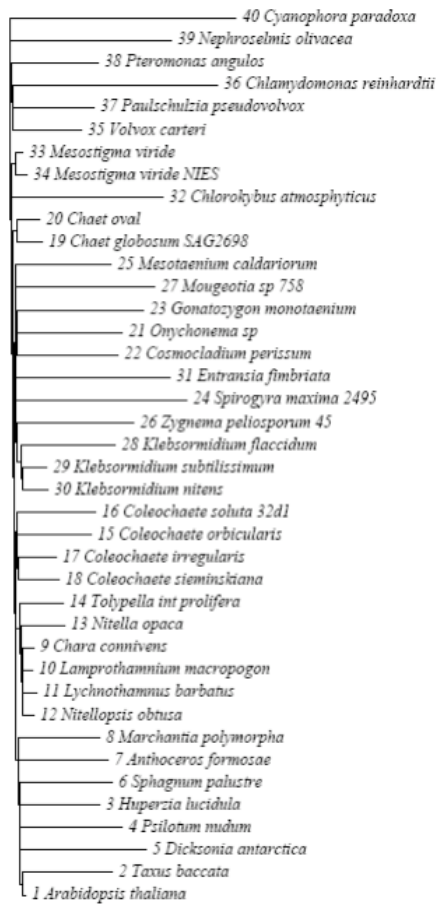 40 Cyanophora paradoxa
39 Nephroselmis olivacea
38 Pteromonas angulos
36 Chlamydomonas reinhardtii
37 Paulschulzia pseudovolvox
35 Volvox carteri
33 Mesostigma viride
34 Mesostigma viride NIES
32 Chlorokybus atmosphyticus
20 Chaet oval
19 Chaet globosum SAG2698
25 Mesotaenium caldariorum
27 Mougeotia sp 758
23 Gonatozygon monotaenium
21 Onychonema sp
22 Cosmocladium perissum
31 Entransia fimbriata
24 Spirogyra maxima 2495
26 Zygnema peliosporum 45
28 Klebsormidium flaccidum
29 Klebsormidium subtilissimum
30 Klebsormidium nitens
16 Coleochaete soluta 32d1
15 Coleochaete orbicularis
17 Coleochaete irregularis
18 Coleochaete sieminskiana
14 Tolypella int prolifera
13 Nitella opaca
9 Chara connivens
10 Lamprothamnium macropogon
11 Lychnothamnus barbatus
12 Nitellopsis obtusa
8 Marchantia polymorpha
7 Anthoceros formosae
6 Sphagnum palustre
3 Huperzia lucidula
4 Psilotum nudum
5 Dicksonia antarctica
2 Taxus baccata
1 Arabidopsis thaliana